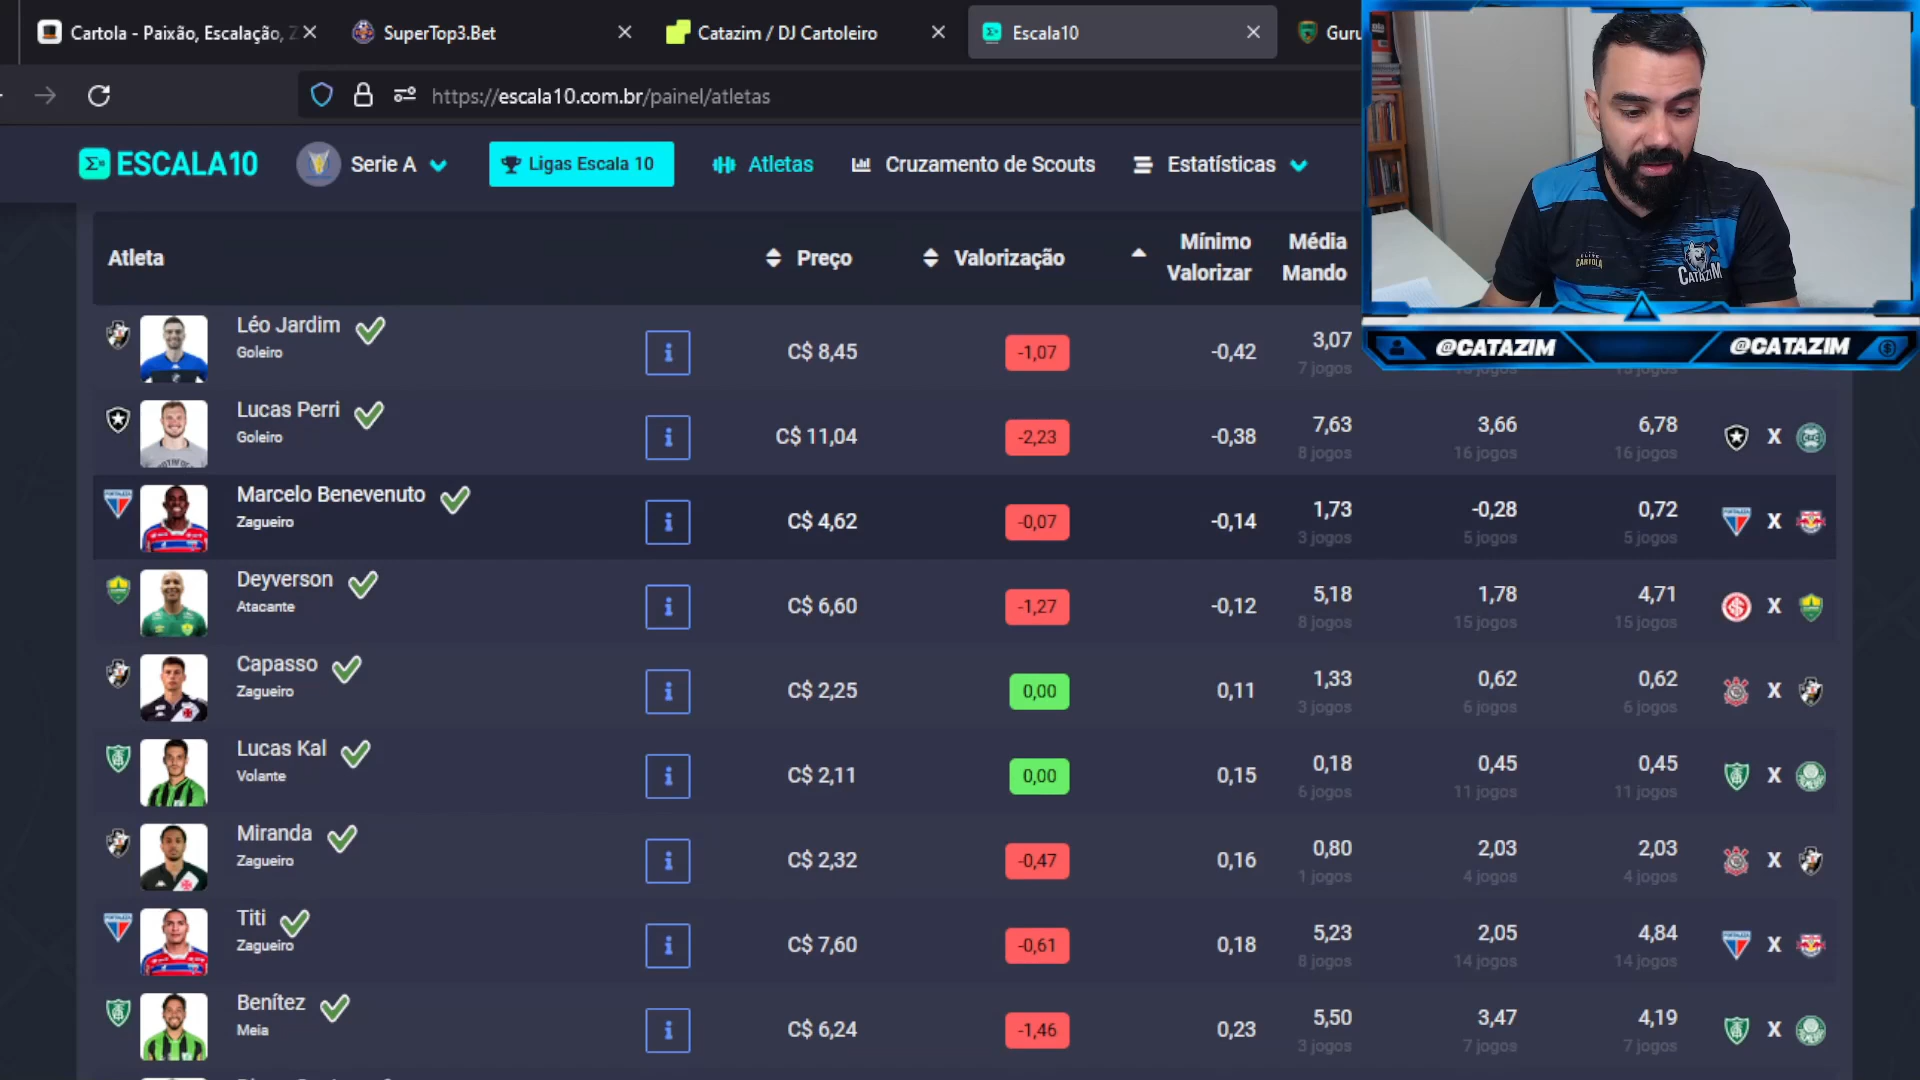 Cartola - Paixão, Escalação, Z
SuperTop3.Bet
Catazim / DJ Cartoleiro
Escala10
Guru
https://escala10.com.br/painel/atletas
ESCALA10
Serie A
Ligas Escala 10
Atletas
Cruzamento de Scouts
Estatísticas
Atleta
Preço
Valorização
Mínimo Valorizar
Média Mando
Léo Jardim
Goleiro
C$ 8,45
-1,07
-0,42
3,07
7 jogos
Lucas Perri
Goleiro
C$ 11,04
-2,23
-0,38
7,63
8 jogos
3,66
16 jogos
6,78
16 jogos
X
Marcelo Benevenuto
Zagueiro
C$ 4,62
-0,07
-0,14
1,73
3 jogos
-0,28
5 jogos
0,72
5 jogos
X
Deyverson
Atacante
C$ 6,60
-1,27
-0,12
5,18
8 jogos
1,78
15 jogos
4,71
15 jogos
X
Capasso
Zagueiro
C$ 2,25
0,00
0,11
1,33
3 jogos
0,62
6 jogos
0,62
6 jogos
X
Lucas Kal
Volante
C$ 2,11
0,00
0,15
0,18
6 jogos
0,45
11 jogos
0,45
11 jogos
X
Miranda
Zagueiro
C$ 2,32
-0,47
0,16
0,80
1 jogos
2,03
4 jogos
2,03
4 jogos
X
Titi
Zagueiro
C$ 7,60
-0,61
0,18
5,23
8 jogos
2,05
14 jogos
4,84
14 jogos
X
Benítez
Meia
C$ 6,24
-1,46
0,23
5,50
3 jogos
3,47
7 jogos
4,19
7 jogos
X
CARTOLA
CATAZIM
@CATAZIM
@CATAZIM